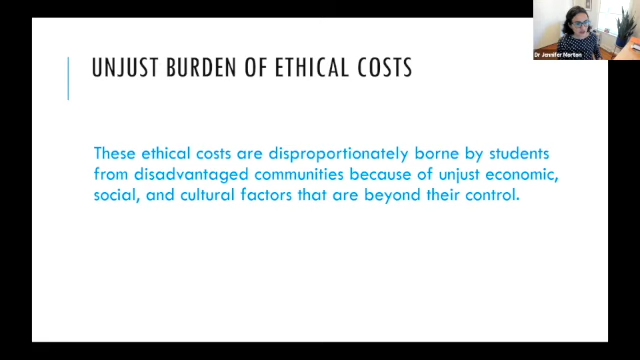 UNJUST BURDEN OF ETHICAL COSTS
These ethical costs are disproportionately borne by students
from disadvantaged communities because of unjust economic,
social, and cultural factors that are beyond their control.
Dr Jennifer Morton